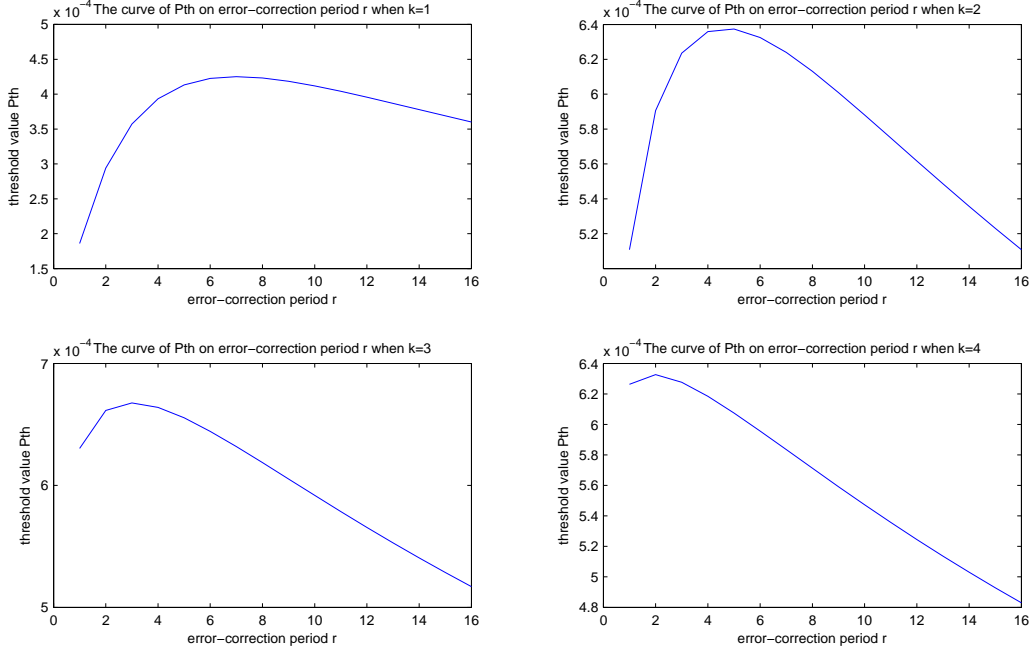 x 10−4 The curve of Pth on error−correction period r when k=1
5
4.5
4
3.5
3
2.5
2
1.5
threshold value Pth
0 2 4 6 8 10 12 14 16
error−correction period r
x 10−4 The curve of Pth on error−correction period r when k=2
6.4
6.2
6
5.8
5.6
5.4
5.2
threshold value Pth
0 2 4 6 8 10 12 14 16
error−correction period r
x 10−4 The curve of Pth on error−correction period r when k=3
7
6
5
threshold value Pth
0 2 4 6 8 10 12 14 16
error−correction period r
x 10−4 The curve of Pth on error−correction period r when k=4
6.4
6.2
6
5.8
5.6
5.4
5.2
5
4.8
threshold value Pth
0 2 4 6 8 10 12 14 16
error−correction period r